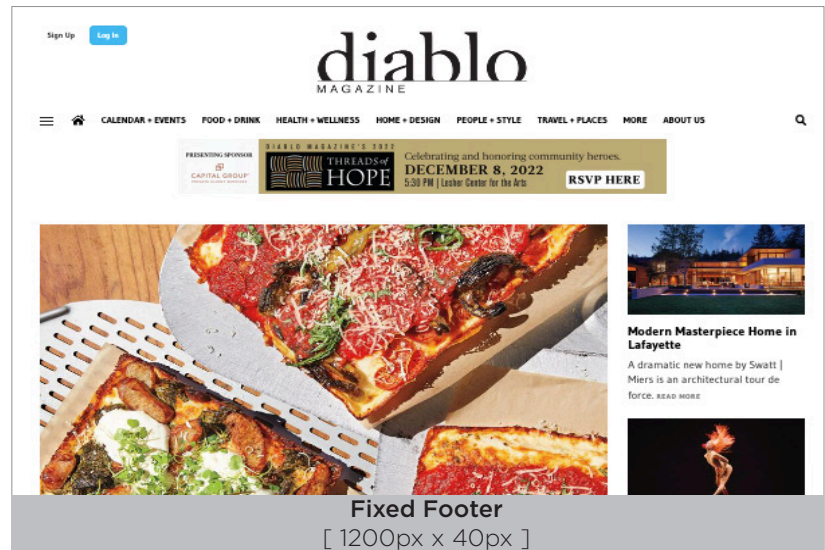 Sign Up
Log In
diablo
MAGAZINE
CALENDAR + EVENTS FOOD + DRINK HEALTH + WELLNESS HOME + DESIGN PEOPLE + STYLE TRAVEL + PLACES MORE ABOUT US
PRESENTING SPONSOR
CAPITAL GROUP®
DIABLO MAGAZINE'S 2022
THREADS of
HOPE
Celebrating and honoring community heroes.
DECEMBER 8, 2022
5:30 PM | Lesher Center for the Arts
RSVP HERE
Modern Masterpiece Home in
Lafayette
A dramatic new home by Swatt |
Miers is an architectural tour de
force. READ MORE
Fixed Footer
[ 1200px x 40px ]